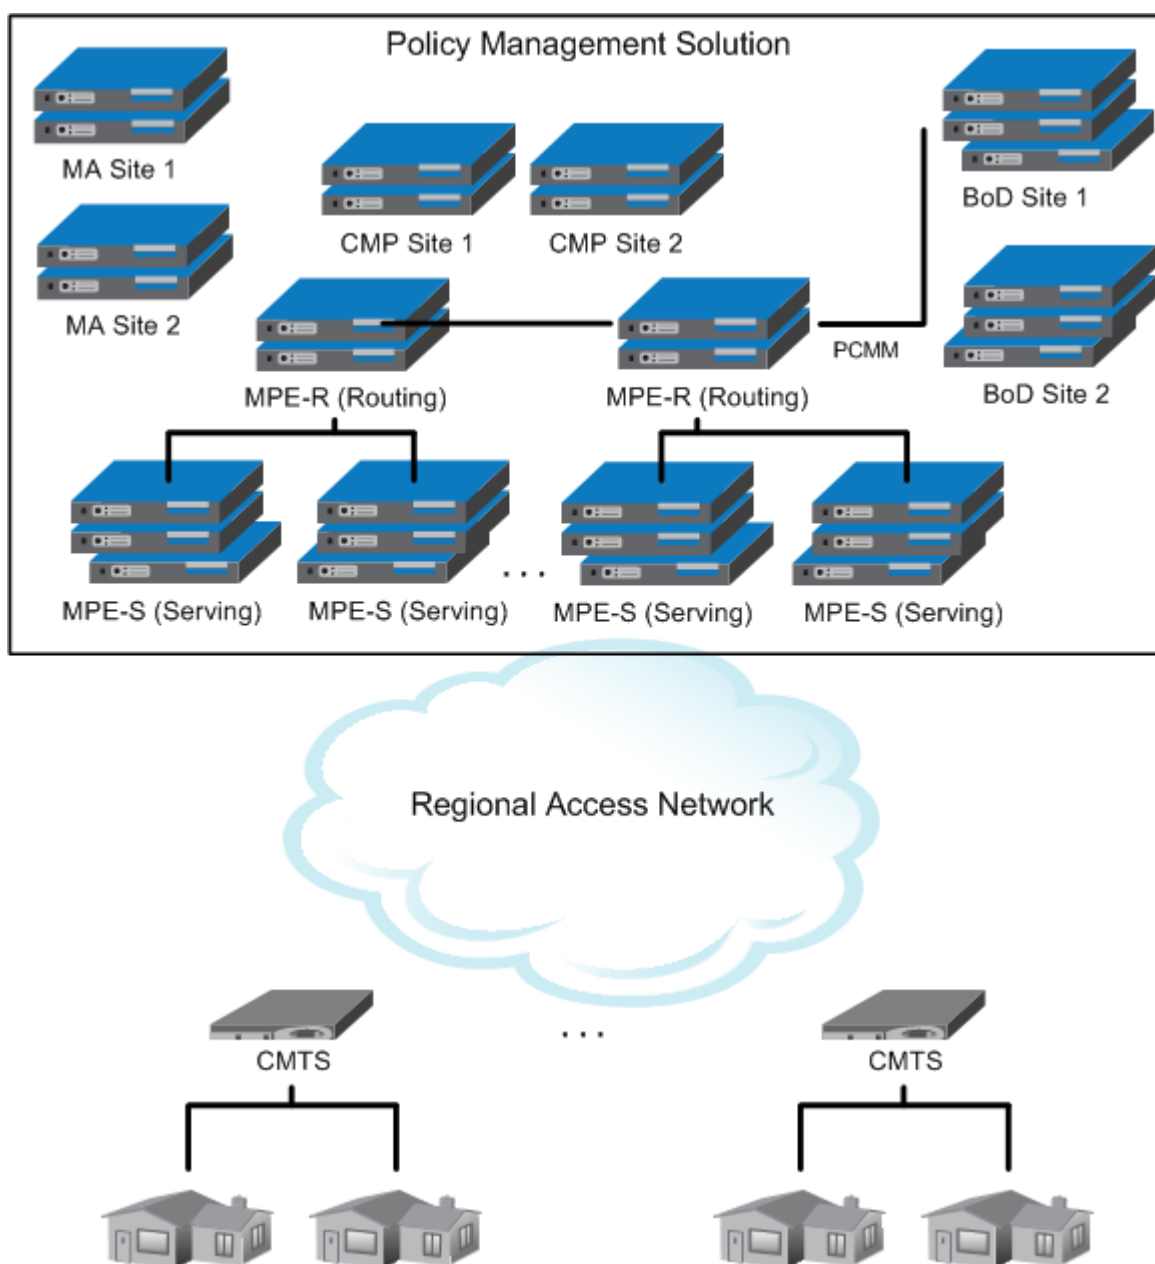 Policy Management Solution
MA Site 1
BoD Site 1
CMP Site 1
CMP Site 2
MA Site 2
PCMM
BoD Site 2
MPE-R (Routing)
MPE-R (Routing)
MPE-S (Serving)
MPE-S (Serving)
...
MPE-S (Serving)
MPE-S (Serving)
Regional Access Network
CMTS
...
CMTS